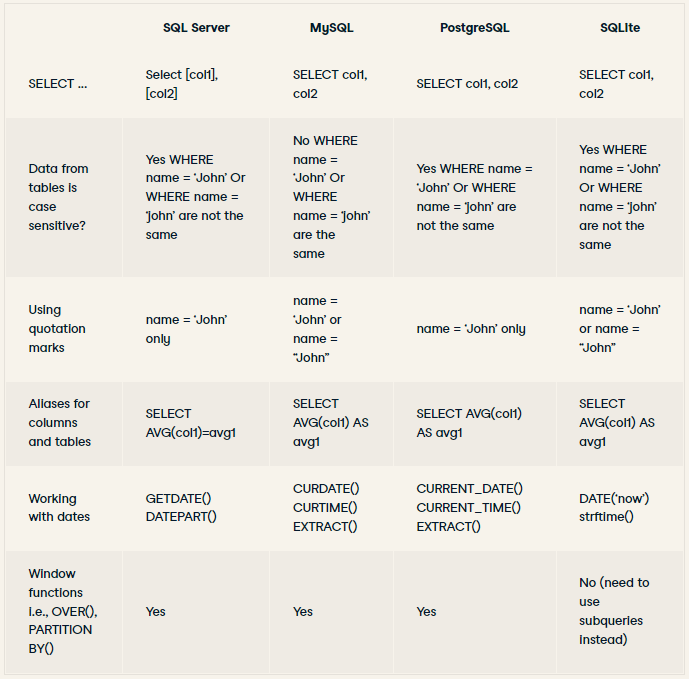 SQL Server MySQL PostgreSQL SQLite
SELECT ...
Select [col1],
[col2]
SELECT col1,
col2
SELECT col1, col2
SELECT col1,
col2
Data from
tables is
case
sensitive?
Yes WHERE
name = ‘John’ Or
WHERE name =
‘john’ are not the
same
No WHERE
name =
‘John’ Or
WHERE
name = ‘john’
are the
same
Yes WHERE name =
‘John’ Or WHERE
name = ‘john’ are
not the same
Yes WHERE
name = ‘John’
Or WHERE
name = ‘john’
are not the
same
Using
quotation
marks
name = ‘John’
only
name =
‘John’ or
name =
“John”
name = ‘John’ only
name = ‘John’
or name =
“John”
Aliases for
columns
and tables
SELECT
AVG(col1)=avg1
SELECT
AVG(col1) AS
avg1
SELECT AVG(col1)
AS avg1
SELECT
AVG(col1) AS
avg1
Working
with dates
GETDATE()
DATEPART()
CURDATE()
CURTIME()
EXTRACT()
CURRENT_DATE()
CURRENT_TIME()
EXTRACT()
DATE(‘now’)
strftime()
Window
functions
i.e., OVER(),
PARTITION
BY()
Yes
Yes
Yes
No (need to
use
subqueries
instead)